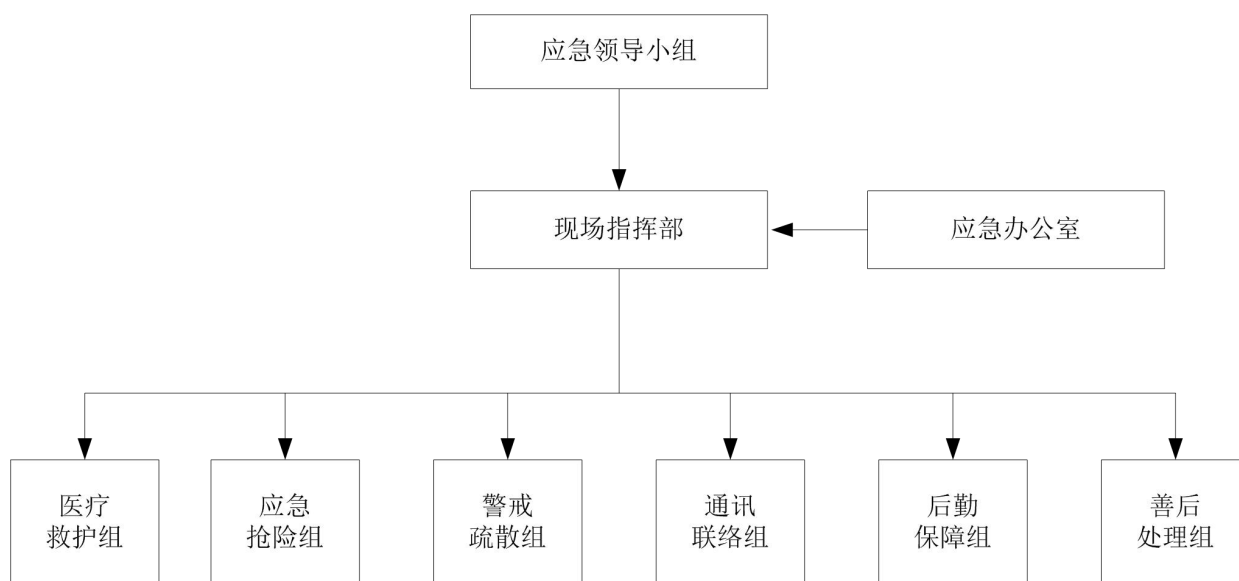 应急领导小组
现场指挥部
应急办公室
医疗
救护组
应急
抢险组
警戒
疏散组
通讯
联络组
后勤
保障组
善后
处理组